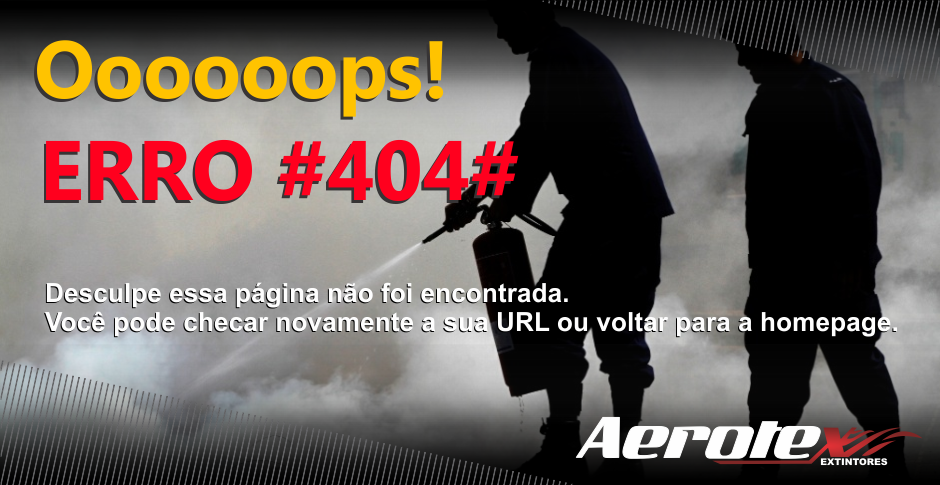 Ooooooops!
ERRO #404#
Desculpe essa página não foi encontrada.
Você pode checar novamente a sua URL ou voltar para a homepage.
Aerotex
EXTINTORES